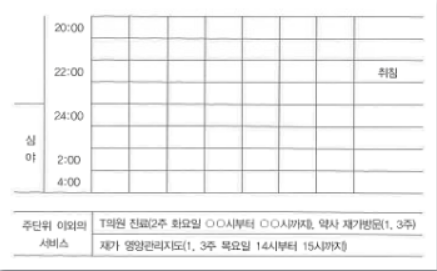 20:00
22:00 취침
24:00
심
야
2:00
4:00
주단위 이외의
서비스
T의원 진료(2주 화요일 ○○시부터 ○○시까지), 약사 재가방문(1, 3주)
재가 영양관리지도(1, 3주 목요일 14시부터 15시까지)